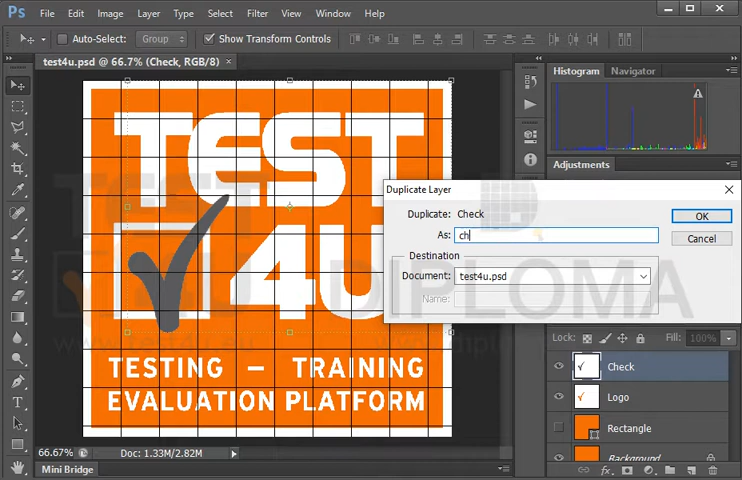 Ps File Edit Image Layer Type Select Filter View Window Help
Auto-Select: Group Show Transform Controls
test4u.psd @ 66.7% (Check, RGB/8) ×
Histogram Navigator
Adjustments
TEST
4U
TESTING – TRAINING
EVALUATION PLATFORM
Duplicate Layer
Duplicate: Check
As: ch
OK
Cancel
Destination
Document: test4u.psd
Name:
DIPLOMA
Lock: Fill: 100%
Check
Logo
Rectangle
Background
66.67% Doc: 1.33M/2.82M
Mini Bridge